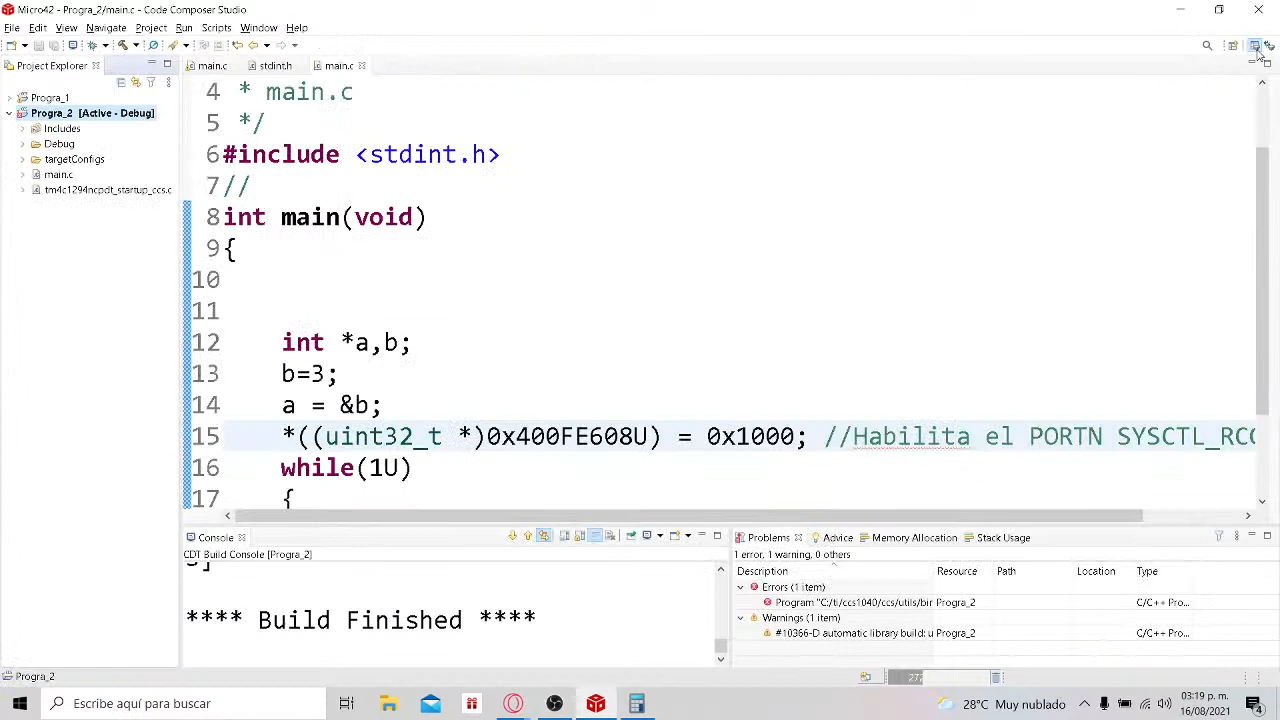 Micro42 - Progra_2/main.c - Code Composer Studio
File Edit View Navigate Project Run Scripts Window Help
Project Explorer
main.c stdint.h main.c
Progra_1
Progra_2 [Active - Debug]
Includes
Debug
targetConfigs
main.c
tm4c1294ncpdt_startup_ccs.c
4 * main.c
5 */
6 #include <stdint.h>
7 //
8 int main(void)
9 {
10
11
12 int *a,b;
13 b=3;
14 a = &b;
15 *((uint32_t *)0x400FE608U) = 0x1000; //Habilita el PORTN SYSCTL_RCG
16 while(1U)
17 {
Console
CDT Build Console [Progra_2]
g]
**** Build Finished ****
Problems Advice Memory Allocation Stack Usage
1 error, 1 warning, 0 others
Description Resource Path Location Type
Errors (1 item)
Program "C:/ti/ccs1040/ccs/utils/bir Progra_2 C/C++ Pro...
Warnings (1 item)
#10366-D automatic library build: u Progra_2 C/C++ Pro...
Progra_2
Escribe aquí para buscar
28°C Muy nublado
03:19 p. m.
16/08/2021
4